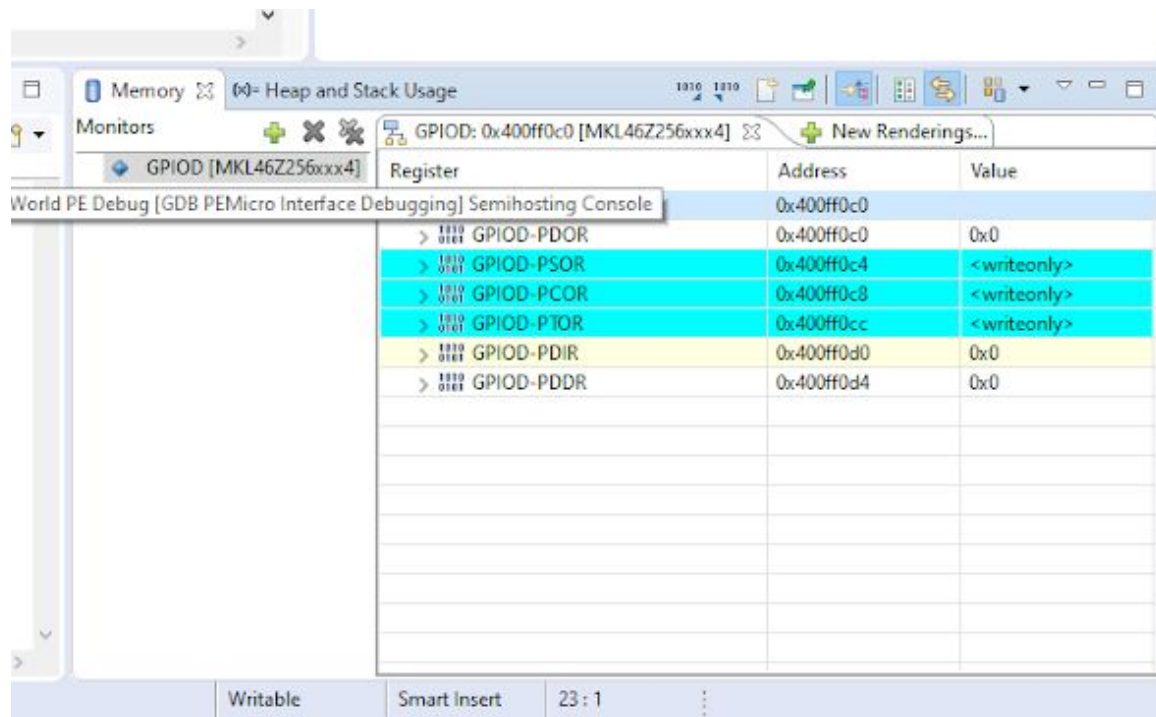 Memory (x)= Heap and Stack Usage
Monitors GPIOD: 0x400ff0c0 [MKL46Z256xxx4] New Renderings...
GPIOD [MKL46Z256xxx4] Register Address Value
World PE Debug [GDB PEMicro Interface Debugging] Semihosting Console 0x400ff0c0
GPIOD-PDOR 0x400ff0c0 0x0
GPIOD-PSOR 0x400ff0c4 <writeonly>
GPIOD-PCOR 0x400ff0c8 <writeonly>
GPIOD-PTOR 0x400ff0cc <writeonly>
GPIOD-PDIR 0x400ff0d0 0x0
GPIOD-PDDR 0x400ff0d4 0x0
Writable Smart Insert 23 : 1